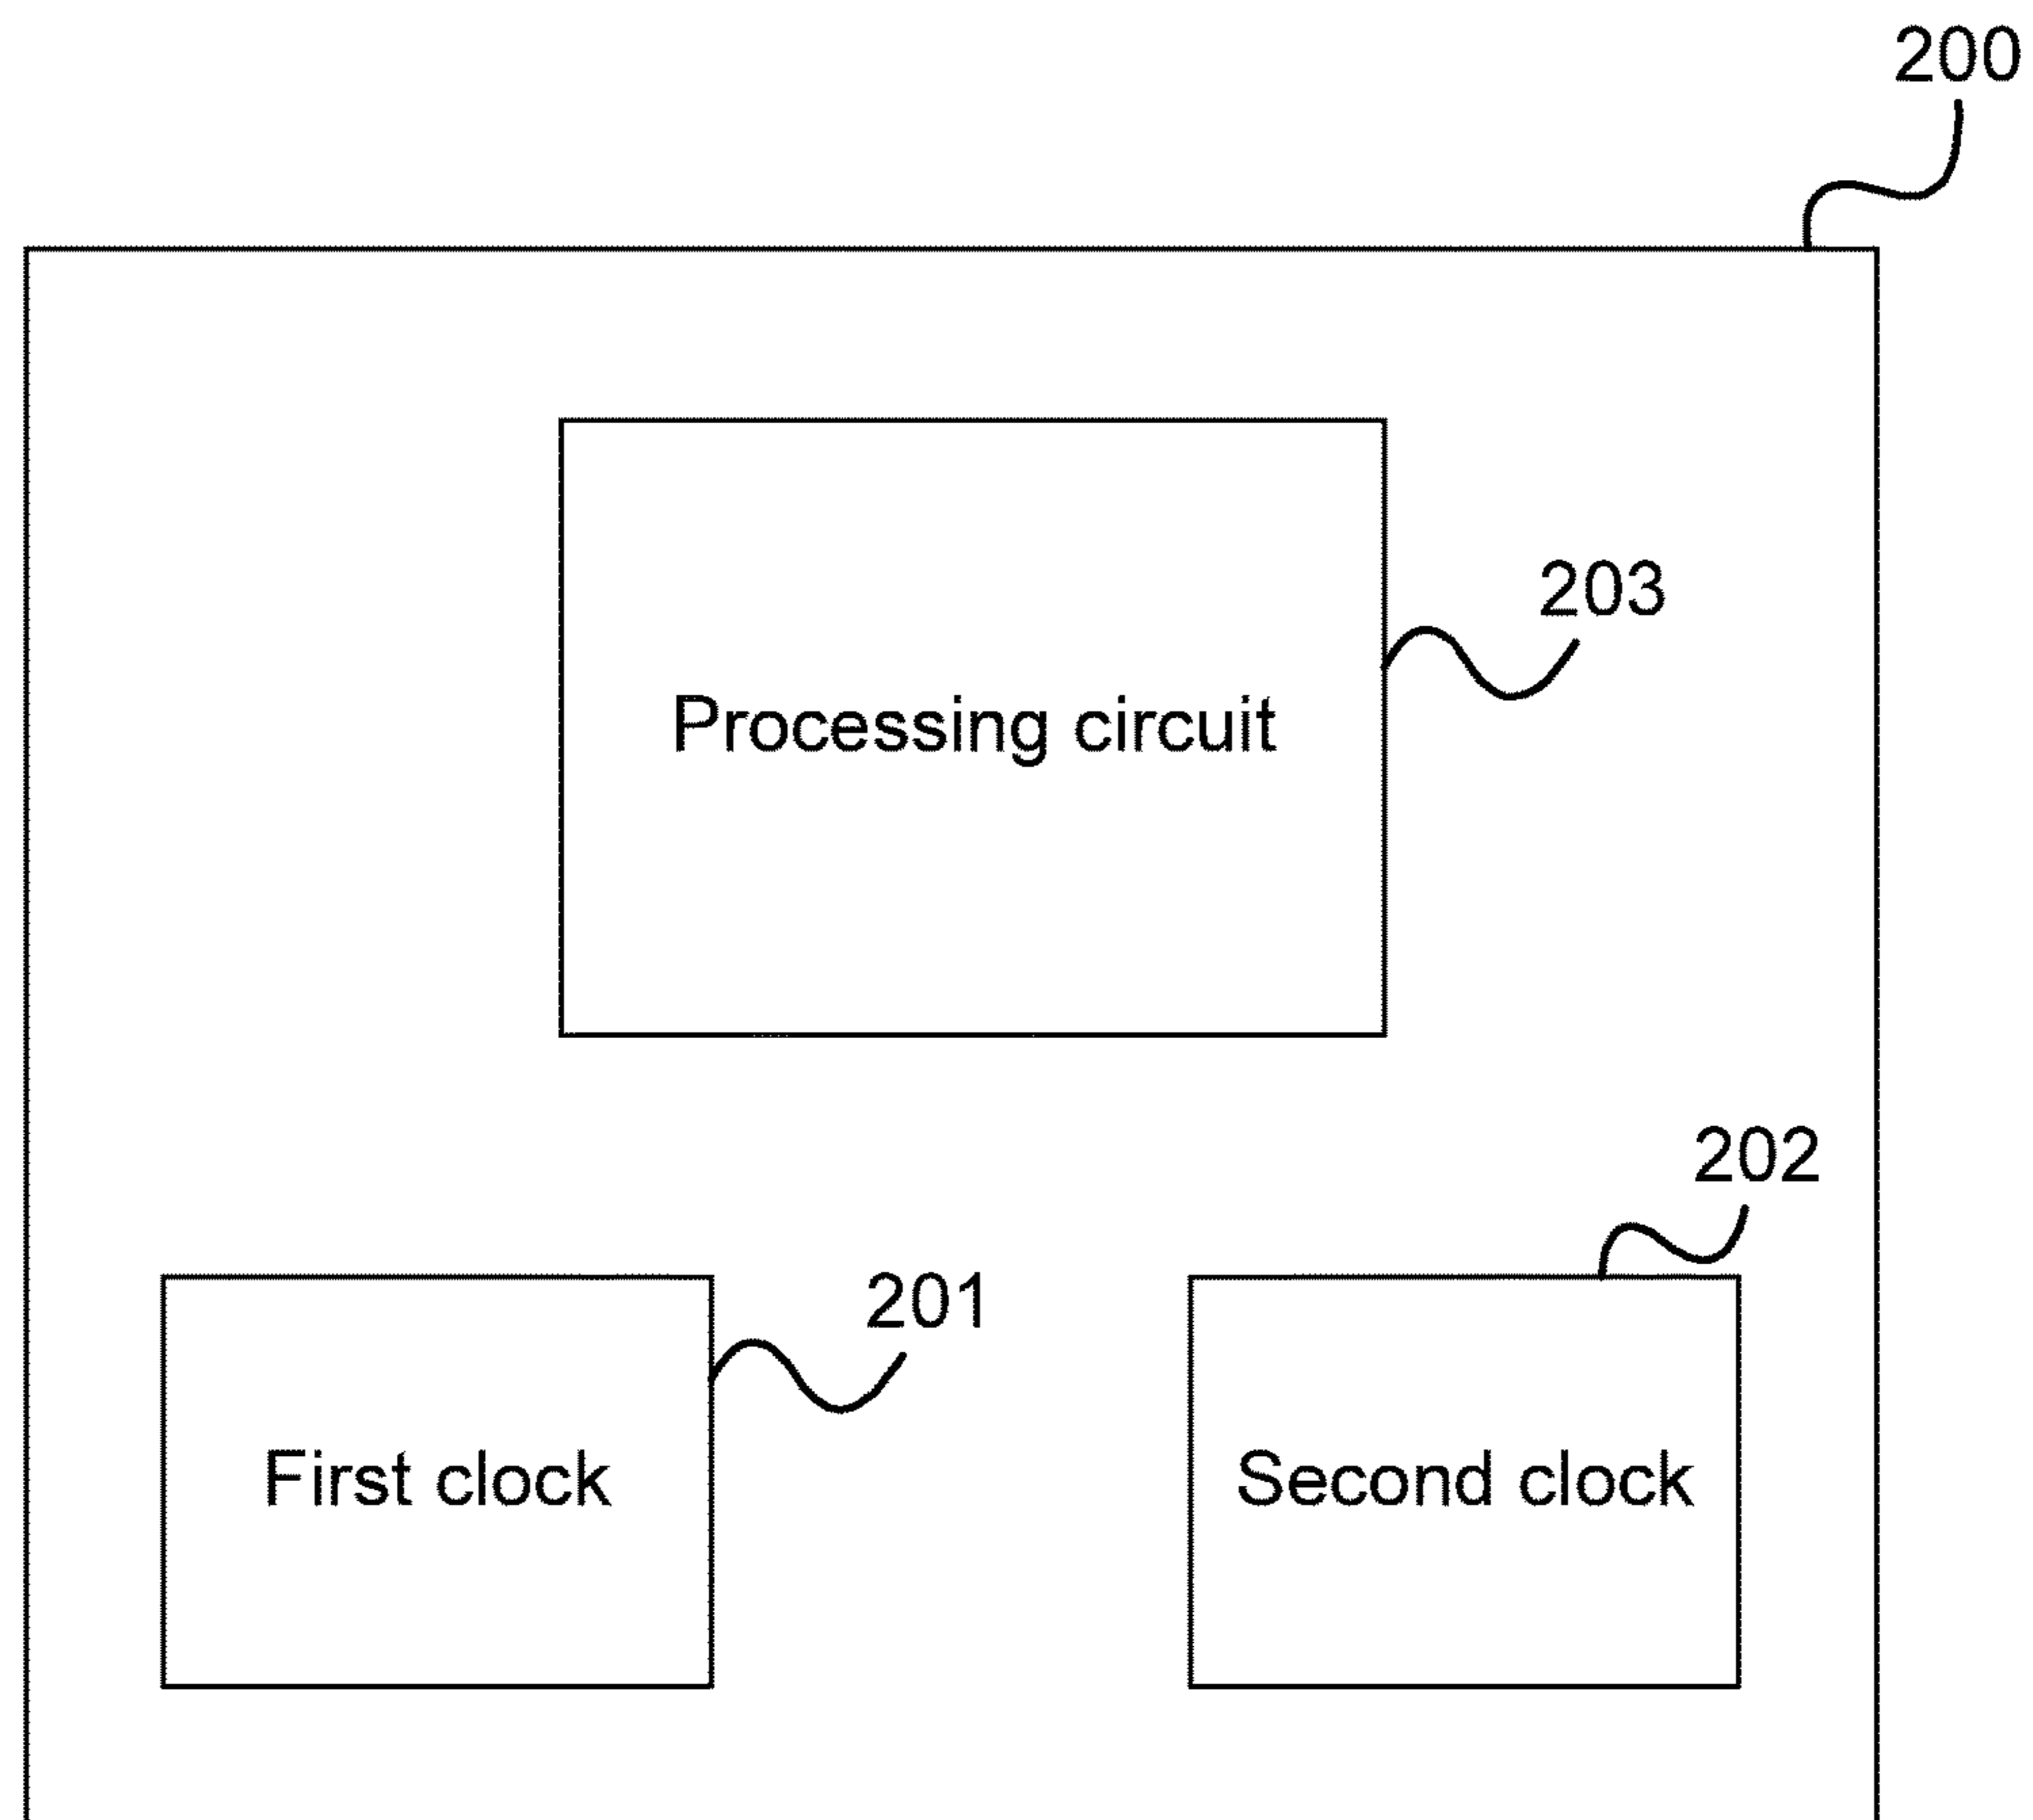 200
203
Processing circuit
202
201
First clock
Second clock